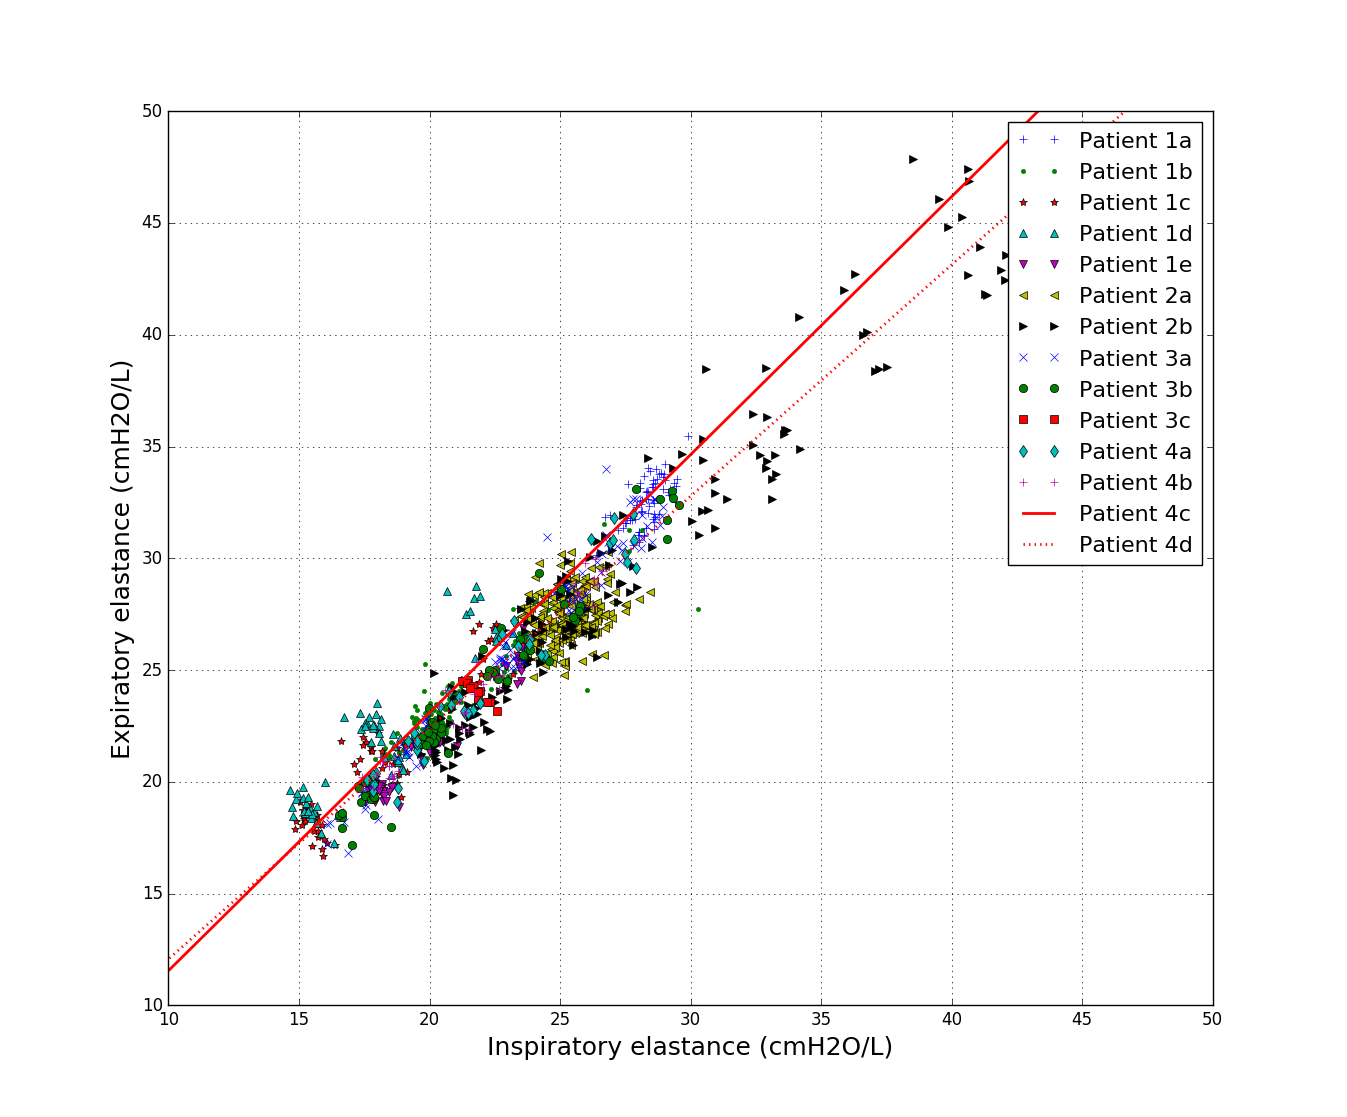 50
45
40
35
30
25
20
15
10
Expiratory elastance (cmH2O/L)
Patient 1a
Patient 1b
Patient 1c
Patient 1d
Patient 1e
Patient 2a
Patient 2b
Patient 3a
Patient 3b
Patient 3c
Patient 4a
Patient 4b
Patient 4c
Patient 4d
10 15 20 25 30 35 40 45 50
Inspiratory elastance (cmH2O/L)